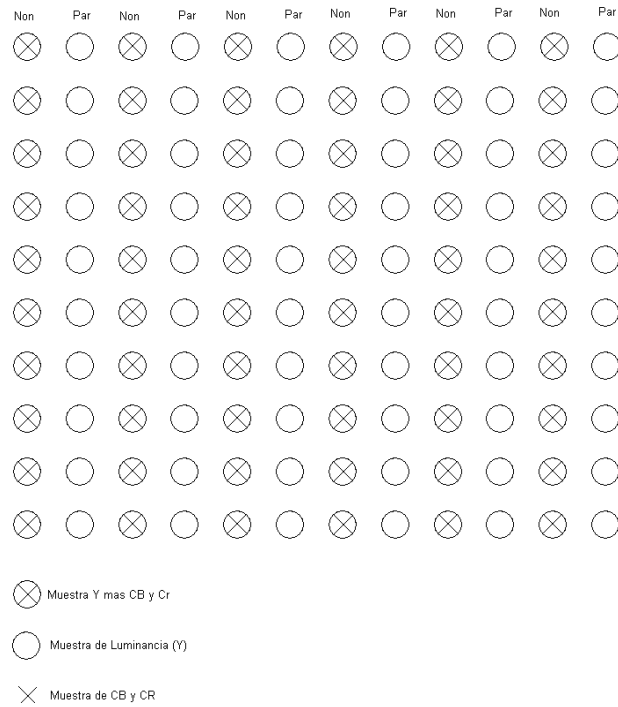 Non Par Non Par Non Par Non Par Non Par Non Par
Muestra Y mas CB y Cr
Muestra de Luminancia (Y)
Muestra de CB y CR